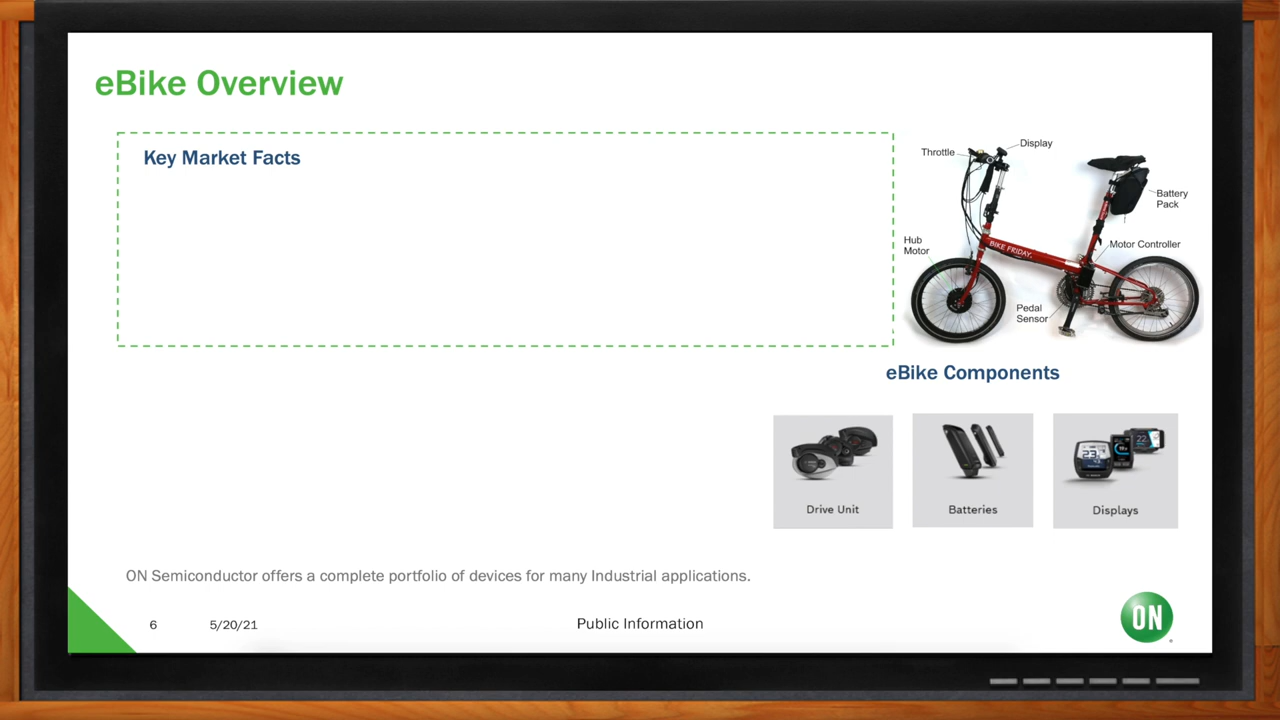 eBike Overview
Key Market Facts
Throttle
Display
Battery
Pack
Hub
Motor
Motor Controller
BIKE FRIDAY.
Pedal
Sensor
eBike Components
Drive Unit
Batteries
Displays
ON Semiconductor offers a complete portfolio of devices for many Industrial applications.
6
5/20/21
Public Information
ON